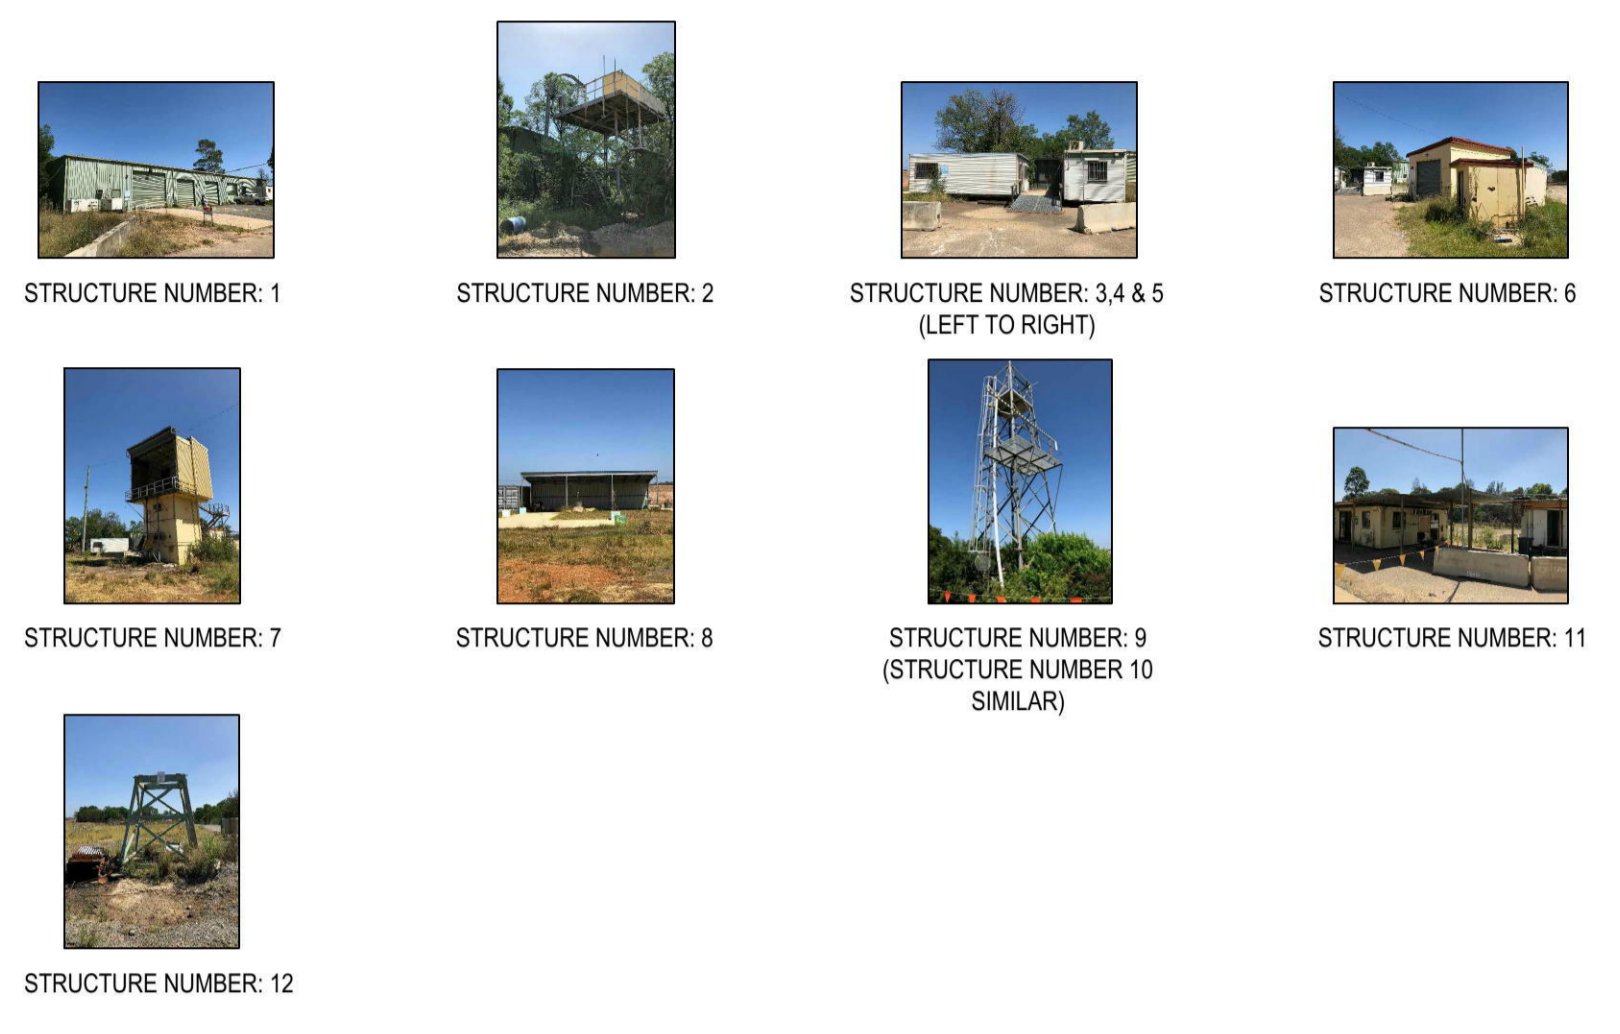 STRUCTURE NUMBER: 1
STRUCTURE NUMBER: 2
STRUCTURE NUMBER: 3,4 & 5
(LEFT TO RIGHT)
STRUCTURE NUMBER: 6
STRUCTURE NUMBER: 7
STRUCTURE NUMBER: 8
STRUCTURE NUMBER: 9
(STRUCTURE NUMBER 10
SIMILAR)
STRUCTURE NUMBER: 11
STRUCTURE NUMBER: 12